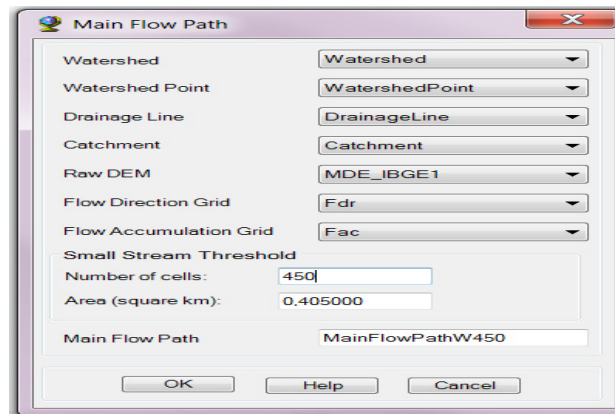 Main Flow Path
Watershed Watershed
Watershed Point WatershedPoint
Drainage Line DrainageLine
Catchment Catchment
Raw DEM MDE_IBGE1
Flow Direction Grid Fdr
Flow Accumulation Grid Fac
Small Stream Threshold
Number of cells: 450
Area (square km): 0.405000
Main Flow Path MainFlowPathW450
OK Help Cancel